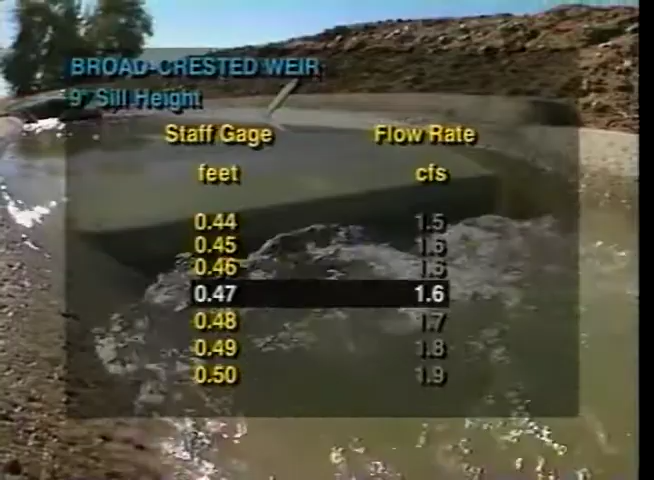 BROAD-CRESTED WEIR
9" Sill Height
Staff Gage Flow Rate
feet cfs
0.44 1.5
0.45 1.6
0.46 1.5
0.47 1.6
0.48 1.7
0.49 1.8
0.50 1.9